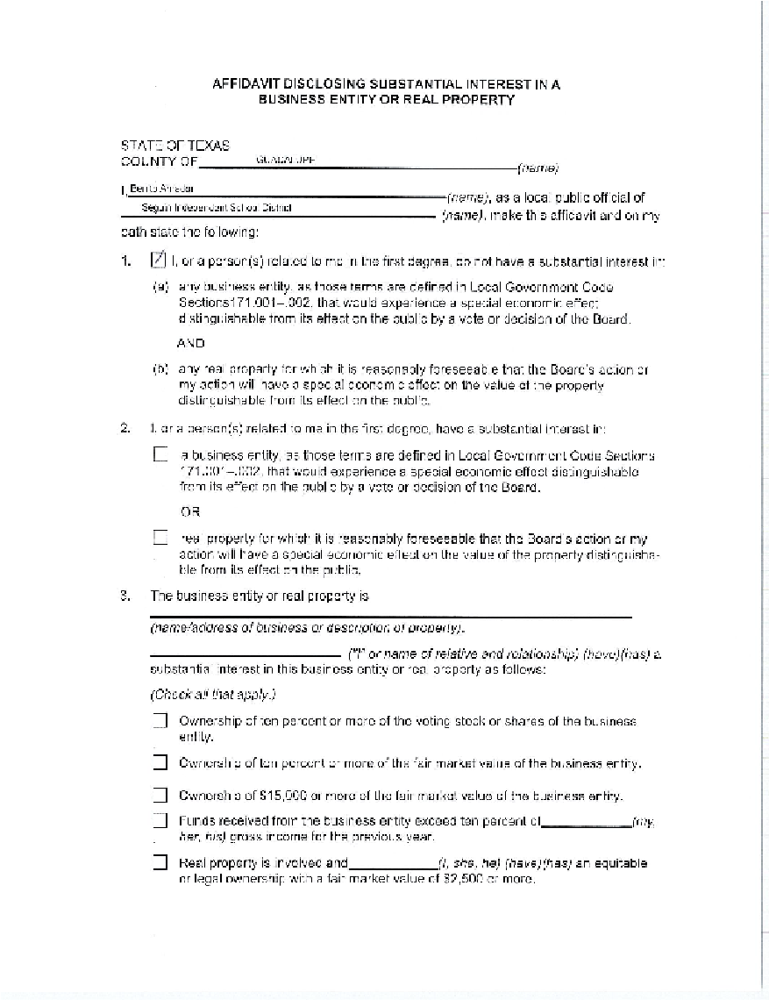 AFFIDAVIT DISCLOSING SUBSTANTIAL INTEREST IN A
BUSINESS ENTITY OR REAL PROPERTY
STATE OF TEXAS
COUNTY OF GUADALUPE (name)
I, Benito Amador (name), as a local public official of
Seguin Independent School District (name), make this affidavit and on my
oath state the following:
1. I, or a person(s) related to me in the first degree, do not have a substantial interest in:
(a) any business entity, as those terms are defined in Local Government Code
Sections171.001–.002, that would experience a special economic effect
distinguishable from its effect on the public by a vote or decision of the Board.
AND
(b) any real property for which it is reasonably foreseeable that the Board's action or
my action will have a special economic effect on the value of the property
distinguishable from its effect on the public.
2. I, or a person(s) related to me in the first degree, have a substantial interest in:
a business entity, as those terms are defined in Local Government Code Sections
171.001–.002, that would experience a special economic effect distinguishable
from its effect on the public by a vote or decision of the Board.
OR
real property for which it is reasonably foreseeable that the Board's action or my
action will have a special economic effect on the value of the property distinguisha-
ble from its effect on the public.
3. The business entity or real property is
(name/address of business or description of property).
("I" or name of relative and relationship) (have)(has) a
substantial interest in this business entity or real property as follows:
(Check all that apply.)
Ownership of ten percent or more of the voting stock or shares of the business
entity.
Ownership of ten percent or more of the fair market value of the business entity.
Ownership of $15,000 or more of the fair market value of the business entity.
Funds received from the business entity exceed ten percent of (my,
her, his) gross income for the previous year.
Real property is involved and (I, she, he) (have)(has) an equitable
or legal ownership with a fair market value of $2,500 or more.